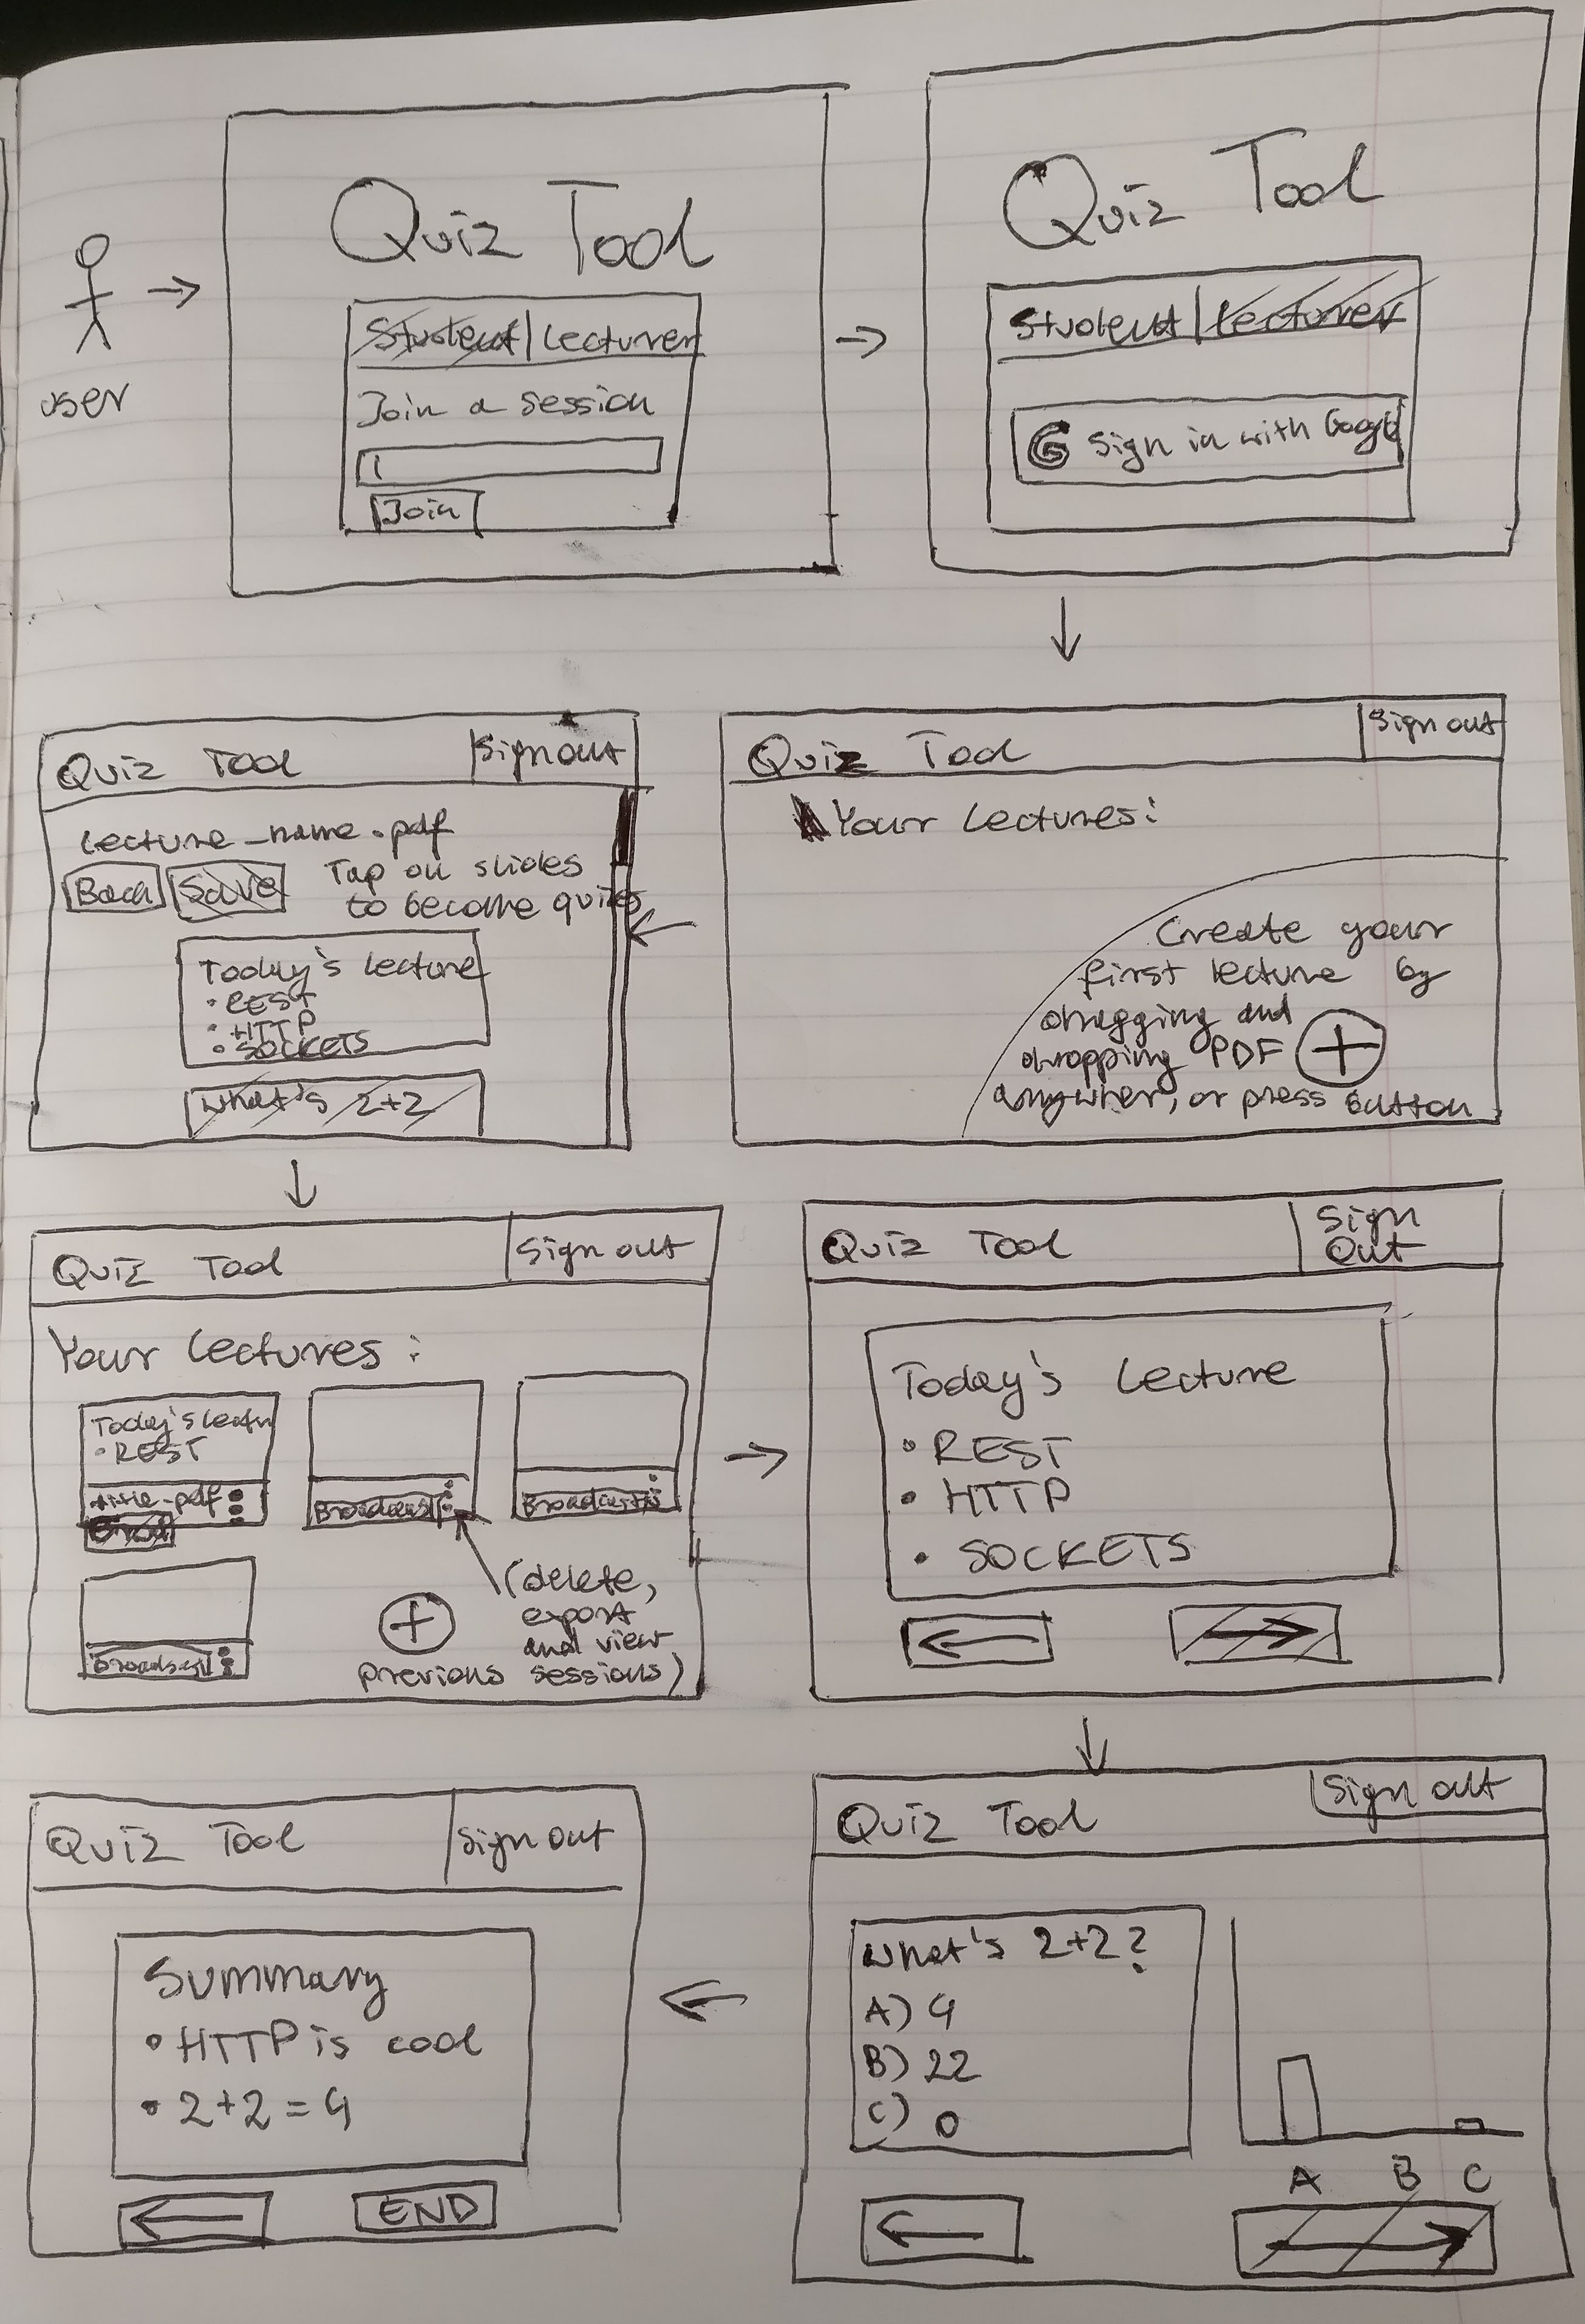 user
Quiz Tool
Student | Lecturer
Join a session
Join
Quiz Tool
Student | Lecturer
G Sign in with Google
Quiz Tool
Sign out
Your Lectures:
Create your
first lecture by
dragging and
dropping PDF +
anywhere, or press button
Quiz Tool
Sign out
Lecture_name.pdf
Back
Save
Tap on slides
to become quizes
Today's Lecture
• REST
• HTTP
• SOCKETS
What's 2+2
Quiz Tool
Sign out
Your Lectures:
Today's Lectu
• REST
title.pdf
Broad
Broadcast
Broadcast
Broadcast
+
(delete,
export
and view
previous sessions)
Quiz Tool
Sign
Out
Today's Lecture
• REST
• HTTP
• SOCKETS
Quiz Tool
Sign out
What's 2+2?
A) 4
B) 22
C) 0
A B C
Quiz Tool
Sign out
Summary
• HTTP is cool
• 2+2=4
END